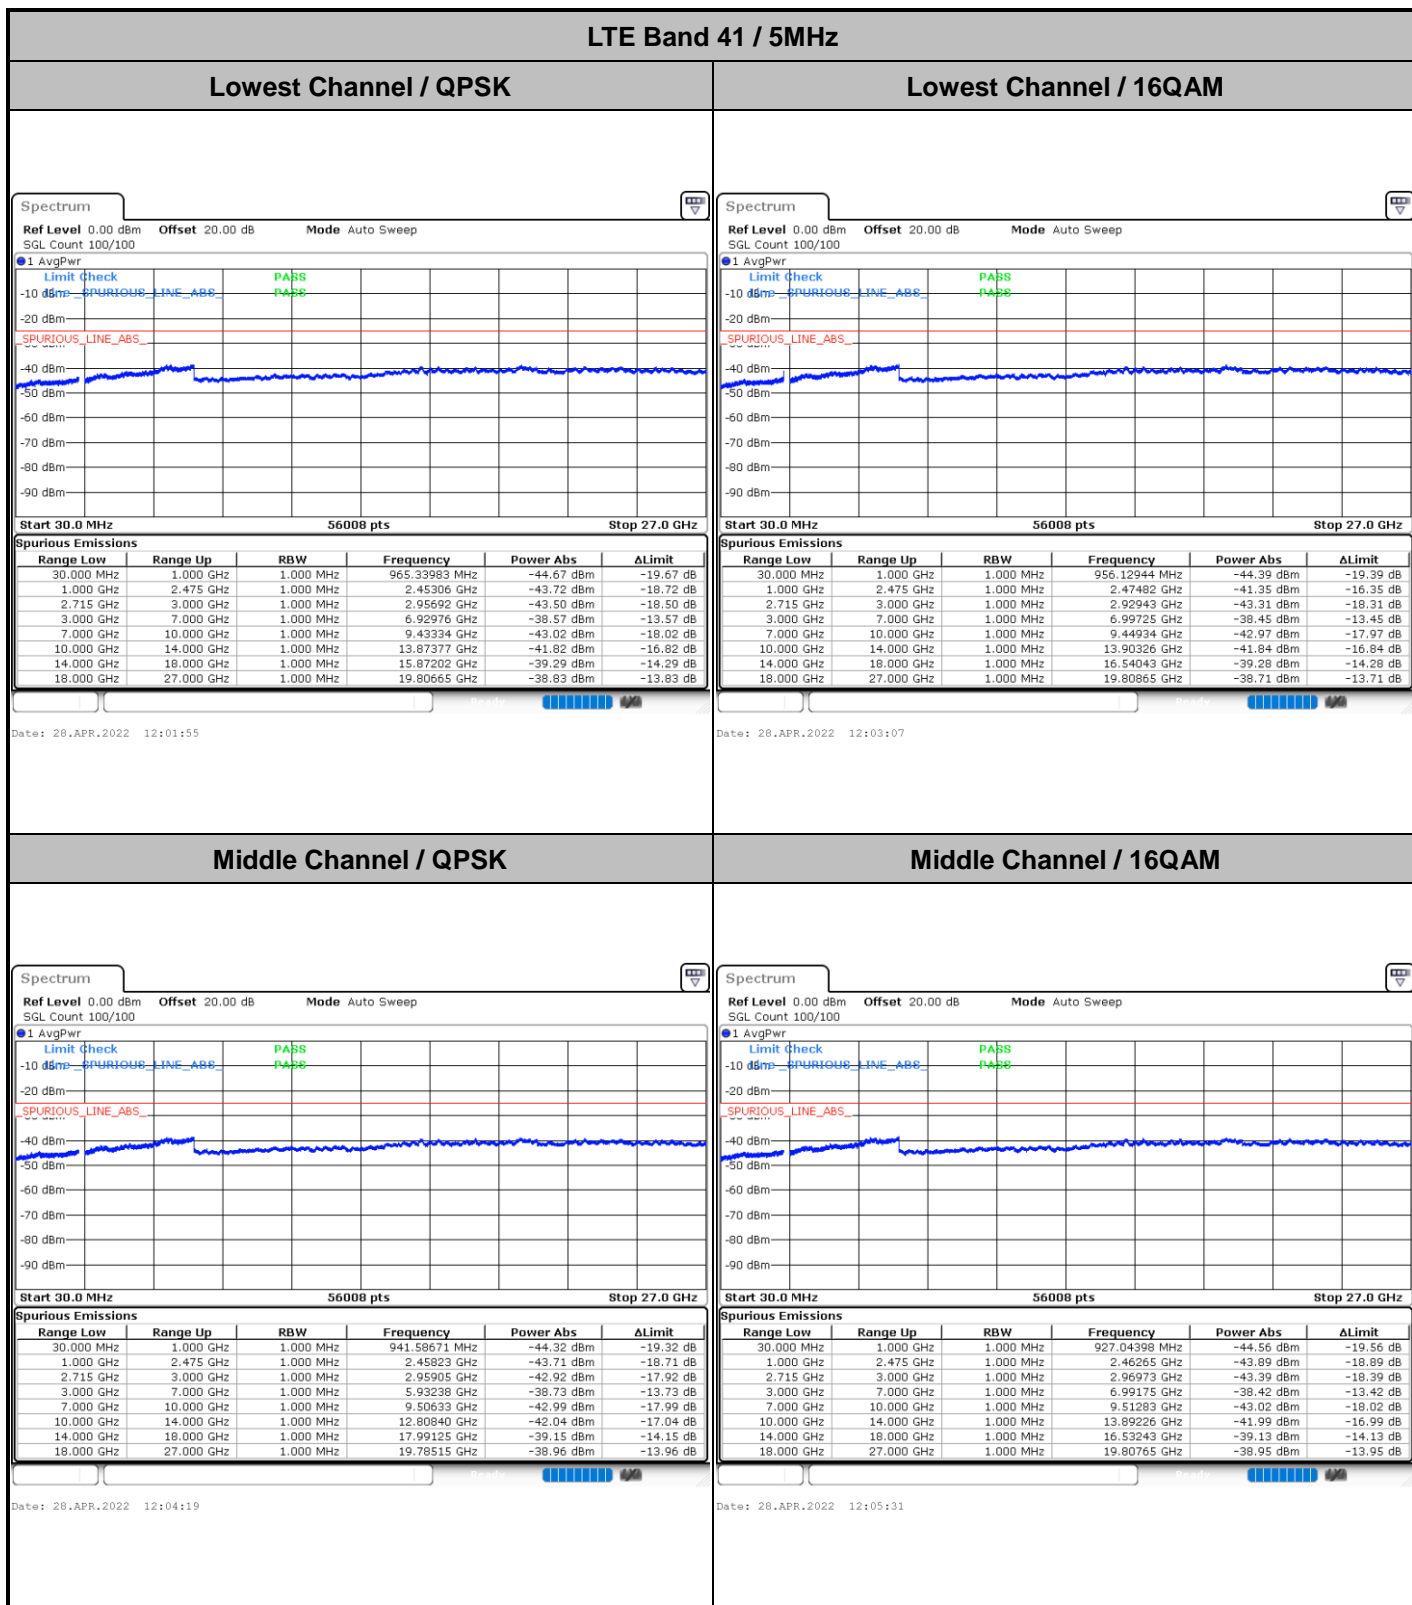 LTE Band 41 / 5MHz
Lowest Channel / QPSK
Lowest Channel / 16QAM
Spectrum
Ref Level 0.00 dBm Offset 20.00 dB Mode Auto Sweep
SGL Count 100/100
1 AvgPwr
Limit Check PASS
Line _SPURIOUS_LINE_ABS_ PASS
-10 dBm
-20 dBm
_SPURIOUS_LINE_ABS_
-40 dBm
-50 dBm
-60 dBm
-70 dBm
-80 dBm
-90 dBm
Start 30.0 MHz 56008 pts Stop 27.0 GHz
Spurious Emissions
Range Low Range Up RBW Frequency Power Abs ΔLimit
30.000 MHz 1.000 GHz 1.000 MHz 965.33983 MHz -44.67 dBm -19.67 dB
1.000 GHz 2.475 GHz 1.000 MHz 2.45306 GHz -43.72 dBm -18.72 dB
2.715 GHz 3.000 GHz 1.000 MHz 2.95692 GHz -43.50 dBm -18.50 dB
3.000 GHz 7.000 GHz 1.000 MHz 6.92976 GHz -38.57 dBm -13.57 dB
7.000 GHz 10.000 GHz 1.000 MHz 9.43334 GHz -43.02 dBm -18.02 dB
10.000 GHz 14.000 GHz 1.000 MHz 13.87377 GHz -41.82 dBm -16.82 dB
14.000 GHz 18.000 GHz 1.000 MHz 15.87202 GHz -39.29 dBm -14.29 dB
18.000 GHz 27.000 GHz 1.000 MHz 19.80665 GHz -38.83 dBm -13.83 dB
Ready
Date: 28.APR.2022 12:01:55
Spectrum
Ref Level 0.00 dBm Offset 20.00 dB Mode Auto Sweep
SGL Count 100/100
1 AvgPwr
Limit Check PASS
Line _SPURIOUS_LINE_ABS_ PASS
-10 dBm
-20 dBm
_SPURIOUS_LINE_ABS_
-40 dBm
-50 dBm
-60 dBm
-70 dBm
-80 dBm
-90 dBm
Start 30.0 MHz 56008 pts Stop 27.0 GHz
Spurious Emissions
Range Low Range Up RBW Frequency Power Abs ΔLimit
30.000 MHz 1.000 GHz 1.000 MHz 956.12944 MHz -44.39 dBm -19.39 dB
1.000 GHz 2.475 GHz 1.000 MHz 2.47482 GHz -41.35 dBm -16.35 dB
2.715 GHz 3.000 GHz 1.000 MHz 2.92943 GHz -43.31 dBm -18.31 dB
3.000 GHz 7.000 GHz 1.000 MHz 6.99725 GHz -38.45 dBm -13.45 dB
7.000 GHz 10.000 GHz 1.000 MHz 9.44934 GHz -42.97 dBm -17.97 dB
10.000 GHz 14.000 GHz 1.000 MHz 13.90326 GHz -41.84 dBm -16.84 dB
14.000 GHz 18.000 GHz 1.000 MHz 16.54043 GHz -39.28 dBm -14.28 dB
18.000 GHz 27.000 GHz 1.000 MHz 19.80865 GHz -38.71 dBm -13.71 dB
Ready
Date: 28.APR.2022 12:03:07
Middle Channel / QPSK
Middle Channel / 16QAM
Spectrum
Ref Level 0.00 dBm Offset 20.00 dB Mode Auto Sweep
SGL Count 100/100
1 AvgPwr
Limit Check PASS
Line _SPURIOUS_LINE_ABS_ PASS
-10 dBm
-20 dBm
_SPURIOUS_LINE_ABS_
-40 dBm
-50 dBm
-60 dBm
-70 dBm
-80 dBm
-90 dBm
Start 30.0 MHz 56008 pts Stop 27.0 GHz
Spurious Emissions
Range Low Range Up RBW Frequency Power Abs ΔLimit
30.000 MHz 1.000 GHz 1.000 MHz 941.58671 MHz -44.32 dBm -19.32 dB
1.000 GHz 2.475 GHz 1.000 MHz 2.45823 GHz -43.71 dBm -18.71 dB
2.715 GHz 3.000 GHz 1.000 MHz 2.95905 GHz -42.92 dBm -17.92 dB
3.000 GHz 7.000 GHz 1.000 MHz 5.93238 GHz -38.73 dBm -13.73 dB
7.000 GHz 10.000 GHz 1.000 MHz 9.50633 GHz -42.99 dBm -17.99 dB
10.000 GHz 14.000 GHz 1.000 MHz 12.80840 GHz -42.04 dBm -17.04 dB
14.000 GHz 18.000 GHz 1.000 MHz 17.99125 GHz -39.15 dBm -14.15 dB
18.000 GHz 27.000 GHz 1.000 MHz 19.78515 GHz -38.96 dBm -13.96 dB
Ready
Date: 28.APR.2022 12:04:19
Spectrum
Ref Level 0.00 dBm Offset 20.00 dB Mode Auto Sweep
SGL Count 100/100
1 AvgPwr
Limit Check PASS
Line _SPURIOUS_LINE_ABS_ PASS
-10 dBm
-20 dBm
_SPURIOUS_LINE_ABS_
-40 dBm
-50 dBm
-60 dBm
-70 dBm
-80 dBm
-90 dBm
Start 30.0 MHz 56008 pts Stop 27.0 GHz
Spurious Emissions
Range Low Range Up RBW Frequency Power Abs ΔLimit
30.000 MHz 1.000 GHz 1.000 MHz 927.04398 MHz -44.56 dBm -19.56 dB
1.000 GHz 2.475 GHz 1.000 MHz 2.46265 GHz -43.89 dBm -18.89 dB
2.715 GHz 3.000 GHz 1.000 MHz 2.96973 GHz -43.39 dBm -18.39 dB
3.000 GHz 7.000 GHz 1.000 MHz 6.99175 GHz -38.42 dBm -13.42 dB
7.000 GHz 10.000 GHz 1.000 MHz 9.51283 GHz -43.02 dBm -18.02 dB
10.000 GHz 14.000 GHz 1.000 MHz 13.89226 GHz -41.99 dBm -16.99 dB
14.000 GHz 18.000 GHz 1.000 MHz 16.53243 GHz -39.13 dBm -14.13 dB
18.000 GHz 27.000 GHz 1.000 MHz 19.80765 GHz -38.95 dBm -13.95 dB
Ready
Date: 28.APR.2022 12:05:31